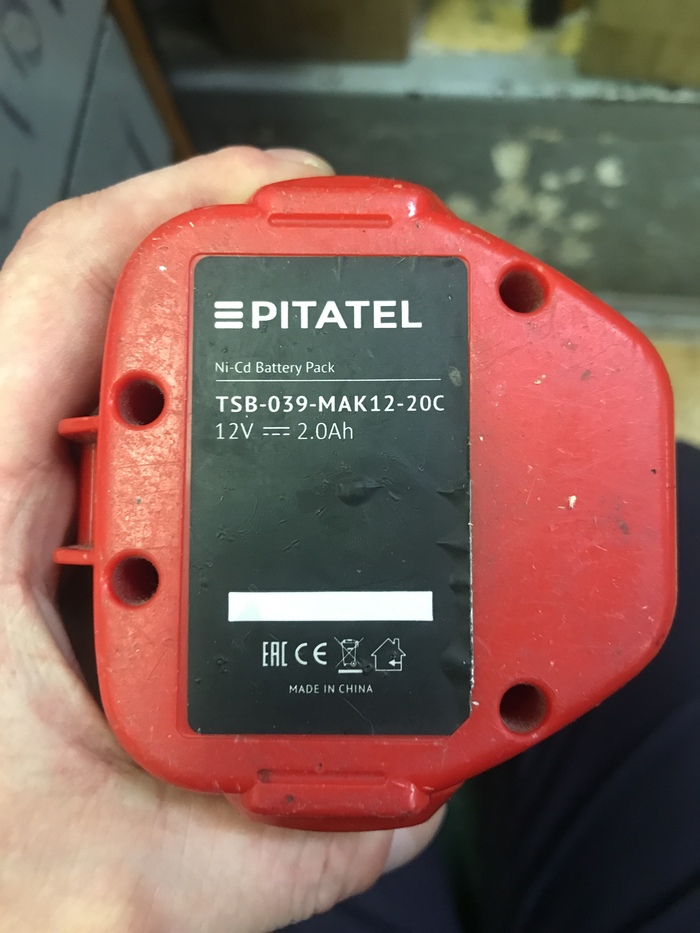 PITATEL
Ni-Cd Battery Pack
TSB-039-MAK12-20C
12V ⎓ 2.0Ah
EAC CE
MADE IN CHINA